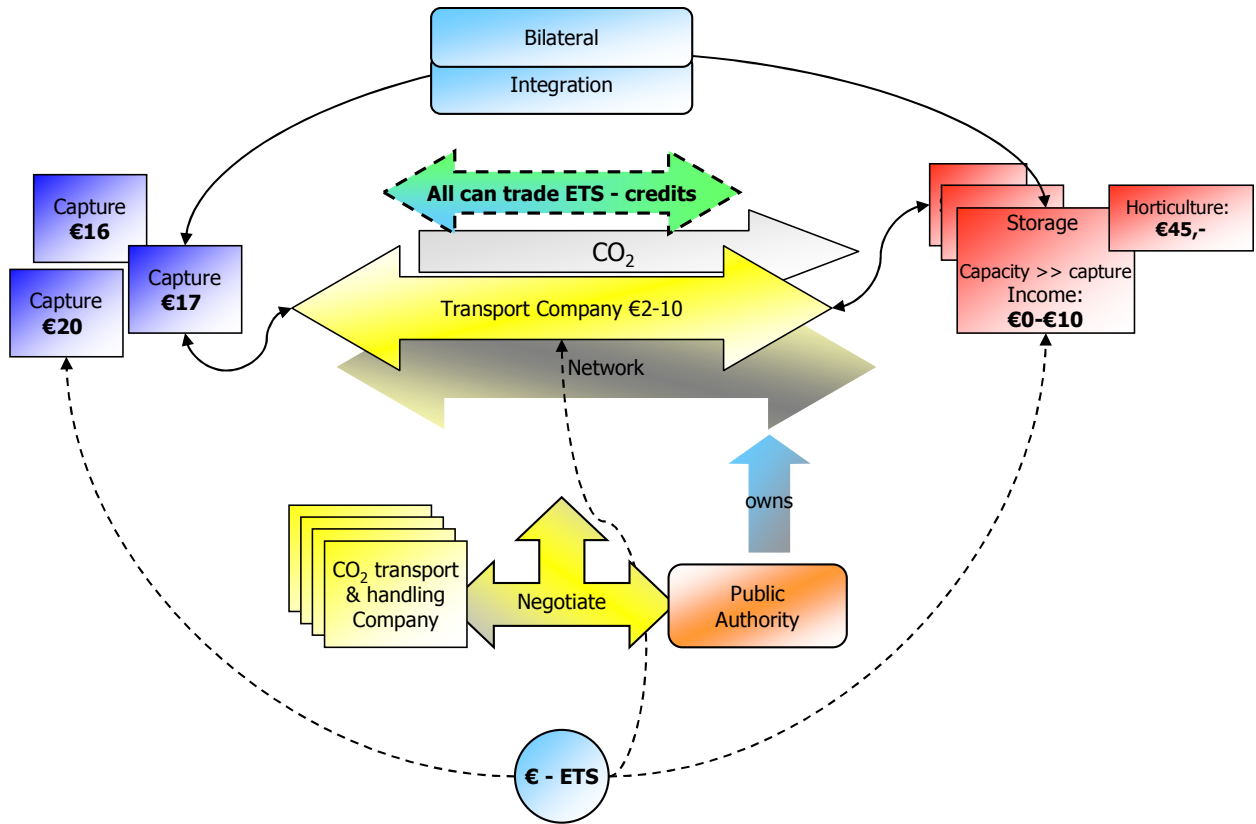 Bilateral
Integration
All can trade ETS - credits
Capture
€16
Capture
€17
Capture
€20
CO₂
Transport Company €2-10
Network
Storage
Capacity >> capture
Income:
€0-€10
Horticulture:
€45,-
owns
CO₂ transport
& handling
Company
Negotiate
Public
Authority
€ - ETS